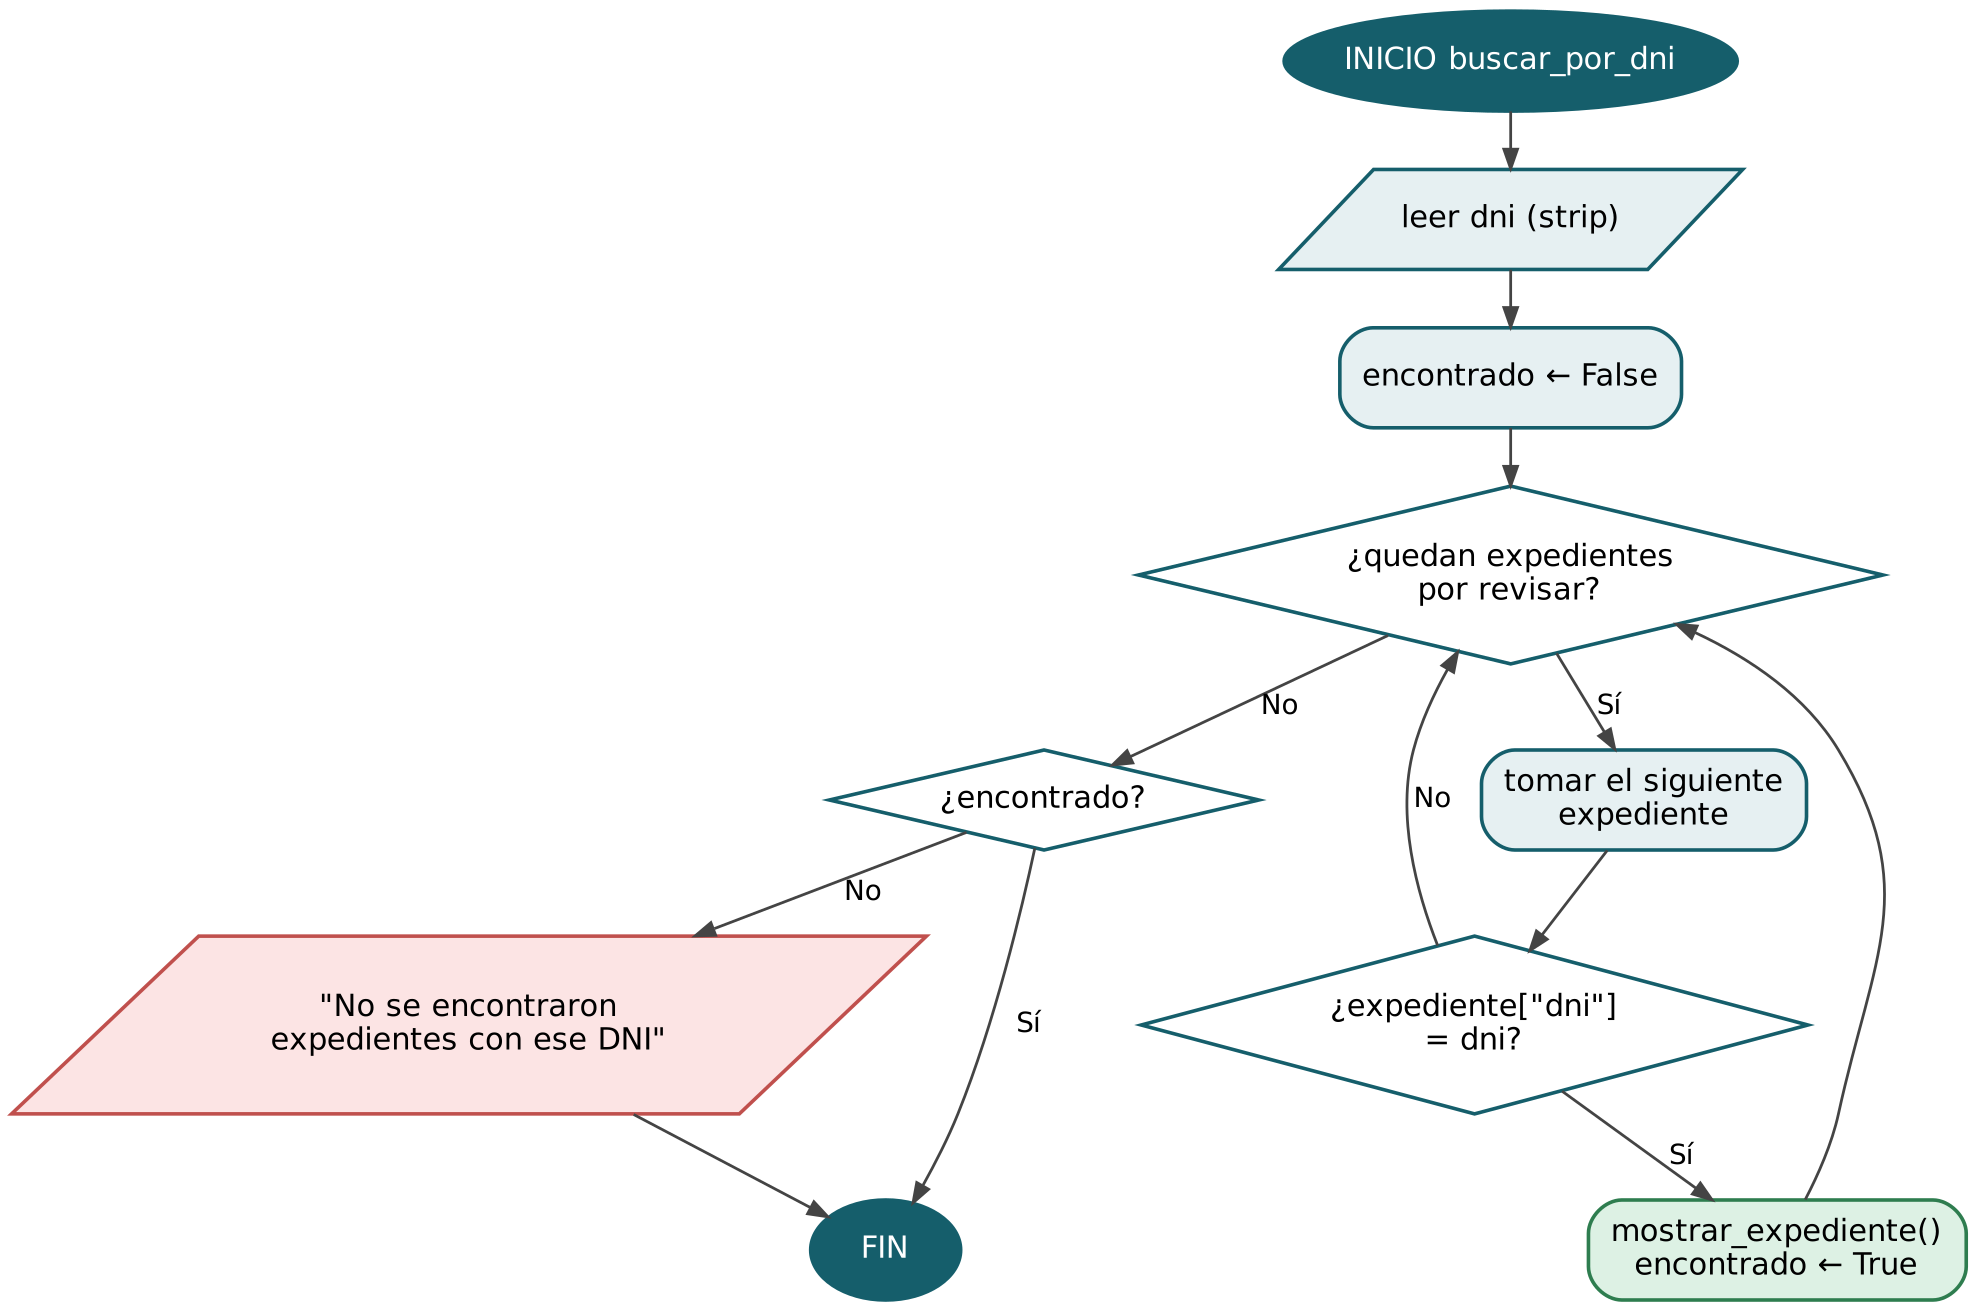 INICIO buscar_por_dni
leer dni (strip)
encontrado ← False
¿quedan expedientes
por revisar?
No
Sí
¿encontrado?
No
tomar el siguiente
expediente
No
"No se encontraron
expedientes con ese DNI"
Sí
¿expediente["dni"]
= dni?
Sí
FIN
mostrar_expediente()
encontrado ← True